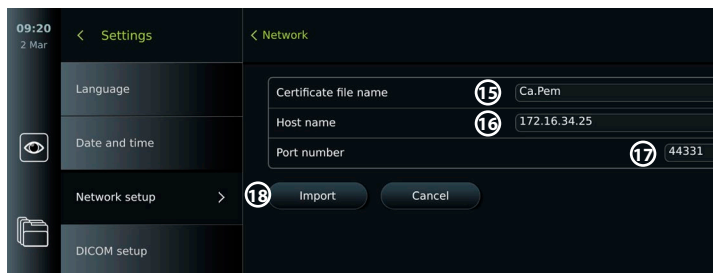 09:20
2 Mar
< Settings
< Network
Language
Date and time
Network setup >
DICOM setup
Certificate file name 15 Ca.Pem
Host name 16 172.16.34.25
Port number 17 44331
18 Import Cancel